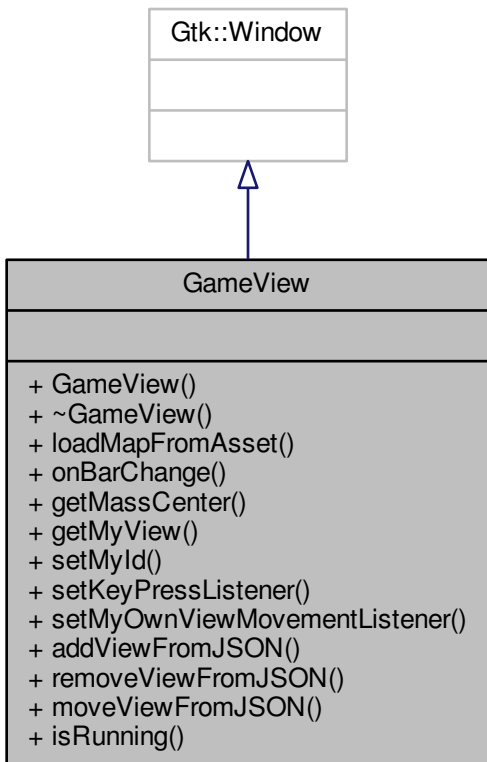 Gtk::Window
GameView
+ GameView()
+ ~GameView()
+ loadMapFromAsset()
+ onBarChange()
+ getMassCenter()
+ getMyView()
+ setMyId()
+ setKeyPressListener()
+ setMyOwnViewMovementListener()
+ addViewFromJSON()
+ removeViewFromJSON()
+ moveViewFromJSON()
+ isRunning()